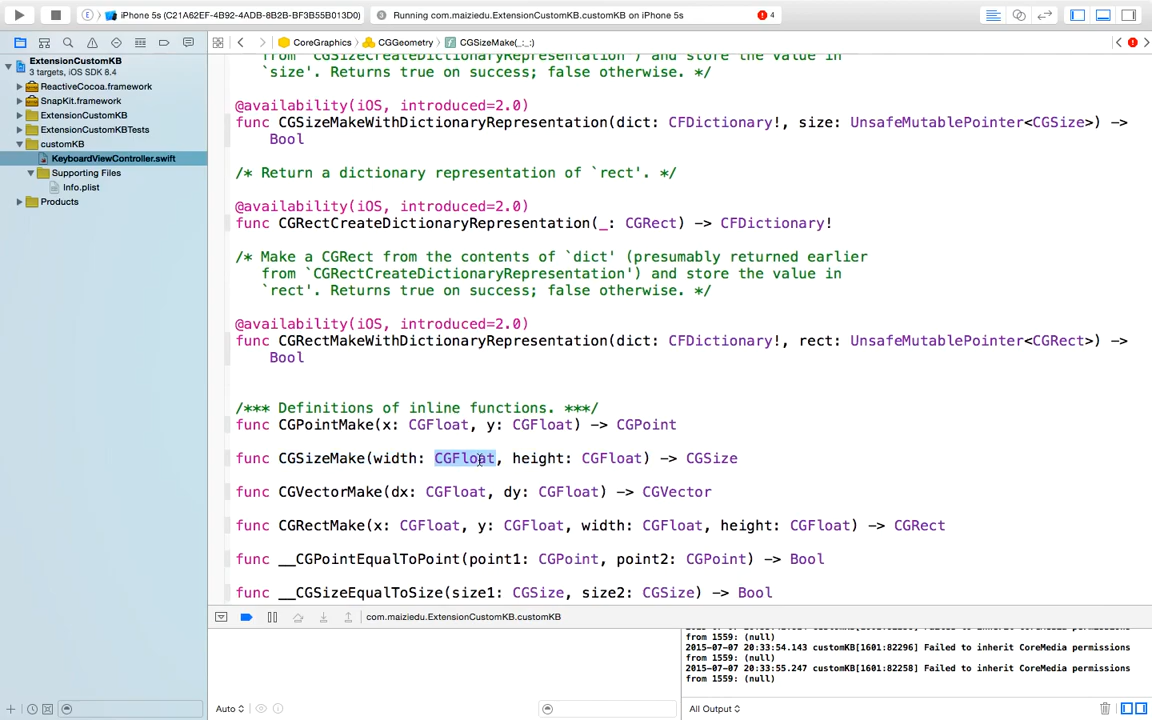 iPhone 5s (C21A62EF-4B92-4ADB-8B2B-BF3B55B013D0)
Running com.maiziedu.ExtensionCustomKB.customKB on iPhone 5s
4
ExtensionCustomKB
3 targets, iOS SDK 8.4
ReactiveCocoa.framework
SnapKit.framework
ExtensionCustomKB
ExtensionCustomKBTests
customKB
KeyboardViewController.swift
Supporting Files
Info.plist
Products
CoreGraphics
CGGeometry
CGSizeMake(_:_:)
from `CGSizeCreateDictionaryRepresentation') and store the value in
`size'. Returns true on success; false otherwise. */
@availability(iOS, introduced=2.0)
func CGSizeMakeWithDictionaryRepresentation(dict: CFDictionary!, size: UnsafeMutablePointer<CGSize>) ->
Bool
/* Return a dictionary representation of `rect'. */
@availability(iOS, introduced=2.0)
func CGRectCreateDictionaryRepresentation(_: CGRect) -> CFDictionary!
/* Make a CGRect from the contents of `dict' (presumably returned earlier
from `CGRectCreateDictionaryRepresentation') and store the value in
`rect'. Returns true on success; false otherwise. */
@availability(iOS, introduced=2.0)
func CGRectMakeWithDictionaryRepresentation(dict: CFDictionary!, rect: UnsafeMutablePointer<CGRect>) ->
Bool
/*** Definitions of inline functions. ***/
func CGPointMake(x: CGFloat, y: CGFloat) -> CGPoint
func CGSizeMake(width: CGFloat, height: CGFloat) -> CGSize
func CGVectorMake(dx: CGFloat, dy: CGFloat) -> CGVector
func CGRectMake(x: CGFloat, y: CGFloat, width: CGFloat, height: CGFloat) -> CGRect
func __CGPointEqualToPoint(point1: CGPoint, point2: CGPoint) -> Bool
func __CGSizeEqualToSize(size1: CGSize, size2: CGSize) -> Bool
com.maiziedu.ExtensionCustomKB.customKB
from 1559: (null)
2015-07-07 20:33:54.143 customKB[1601:82296] Failed to inherit CoreMedia permissions
from 1559: (null)
2015-07-07 20:33:55.247 customKB[1601:82258] Failed to inherit CoreMedia permissions
from 1559: (null)
Auto
All Output